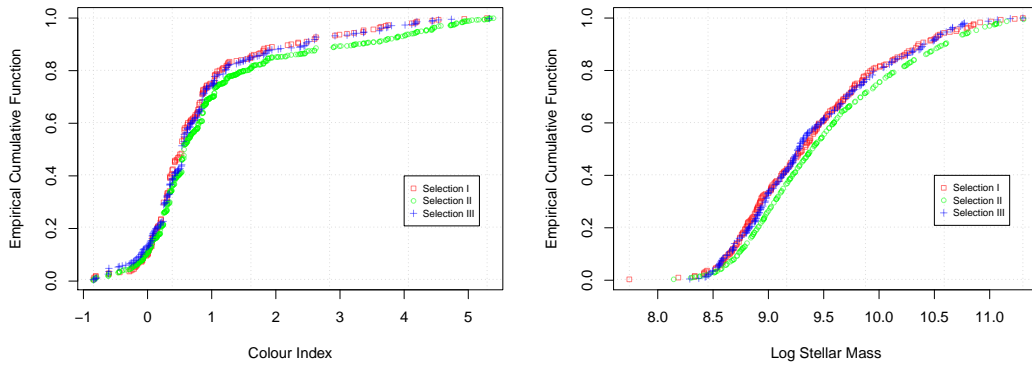 Empirical Cumulative Function
1.0
0.8
0.6
0.4
0.2
0.0
Selection I
Selection II
Selection III
−1 0 1 2 3 4 5
Colour Index
Empirical Cumulative Function
1.0
0.8
0.6
0.4
0.2
0.0
Selection I
Selection II
Selection III
8.0 8.5 9.0 9.5 10.0 10.5 11.0
Log Stellar Mass